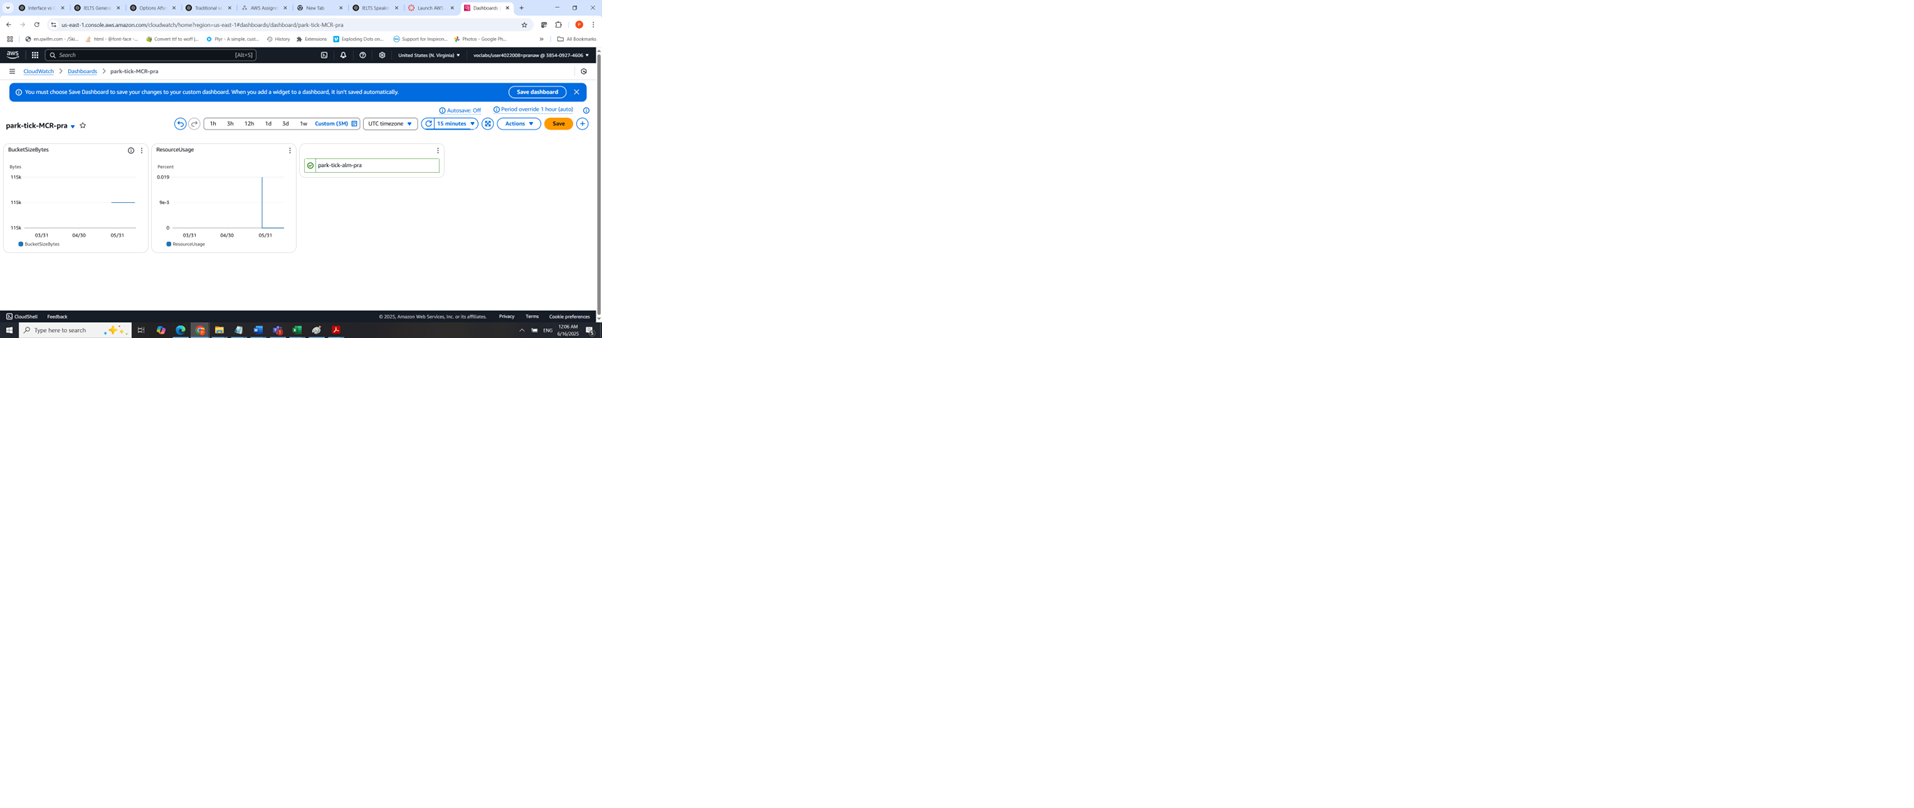 Interface vs
IELTS Gener
Options Aft
Traditional v
AWS Assign
New Tab
IELTS Speaki
Launch AWS
Dashboards
us-east-1.console.aws.amazon.com/cloudwatch/home?region=us-east-1#dashboards/dashboard/park-tick-MCR-pra
en.savefrom.com - /Ski...
html - @font-face -...
Convert ttf to woff |...
Plyr - A simple, cust...
History
Extensions
Exploding Dots on...
Support for Inspiron...
Photos - Google Ph...
All Bookmarks
aws
Search
[Alt+S]
United States (N. Virginia)
voclabs/user4022008=pranaw @ 3854-0927-4606
CloudWatch
Dashboards
park-tick-MCR-pra
You must choose Save Dashboard to save your changes to your custom dashboard. When you add a widget to a dashboard, it isn't saved automatically.
Save dashboard
Autosave: Off
Period override 1 hour (auto)
park-tick-MCR-pra
1h 3h 12h 1d 3d 1w Custom (3M)
UTC timezone
15 minutes
Actions
Save
BucketSizeBytes
Bytes
115k
115k
115k
03/31 04/30 05/31
BucketSizeBytes
ResourceUsage
Percent
0.019
9e-3
0
03/31 04/30 05/31
ResourceUsage
park-tick-alm-pra
CloudShell
Feedback
© 2025, Amazon Web Services, Inc. or its affiliates.
Privacy
Terms
Cookie preferences
Type here to search
ENG
12:06 AM
6/16/2025